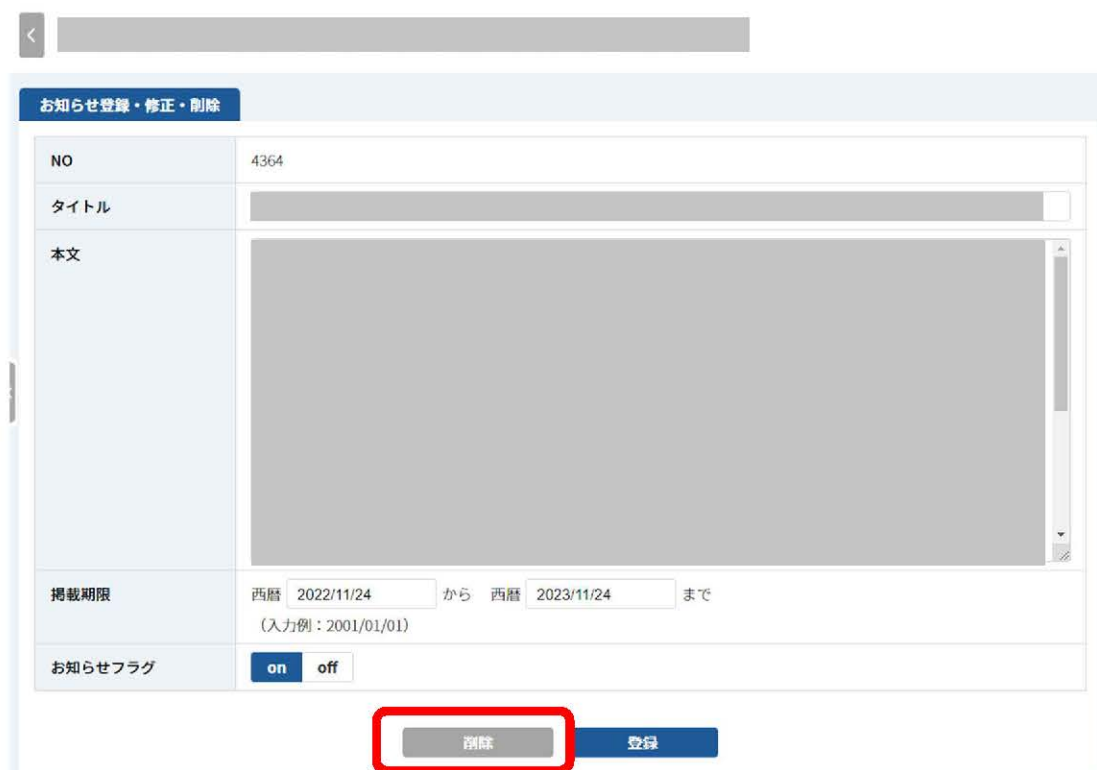 お知らせ登録・修正・削除
NO 4364
タイトル
本文
掲載期限 西暦 2022/11/24 から 西暦 2023/11/24 まで
（入力例：2001/01/01）
お知らせフラグ on off
削除 登録